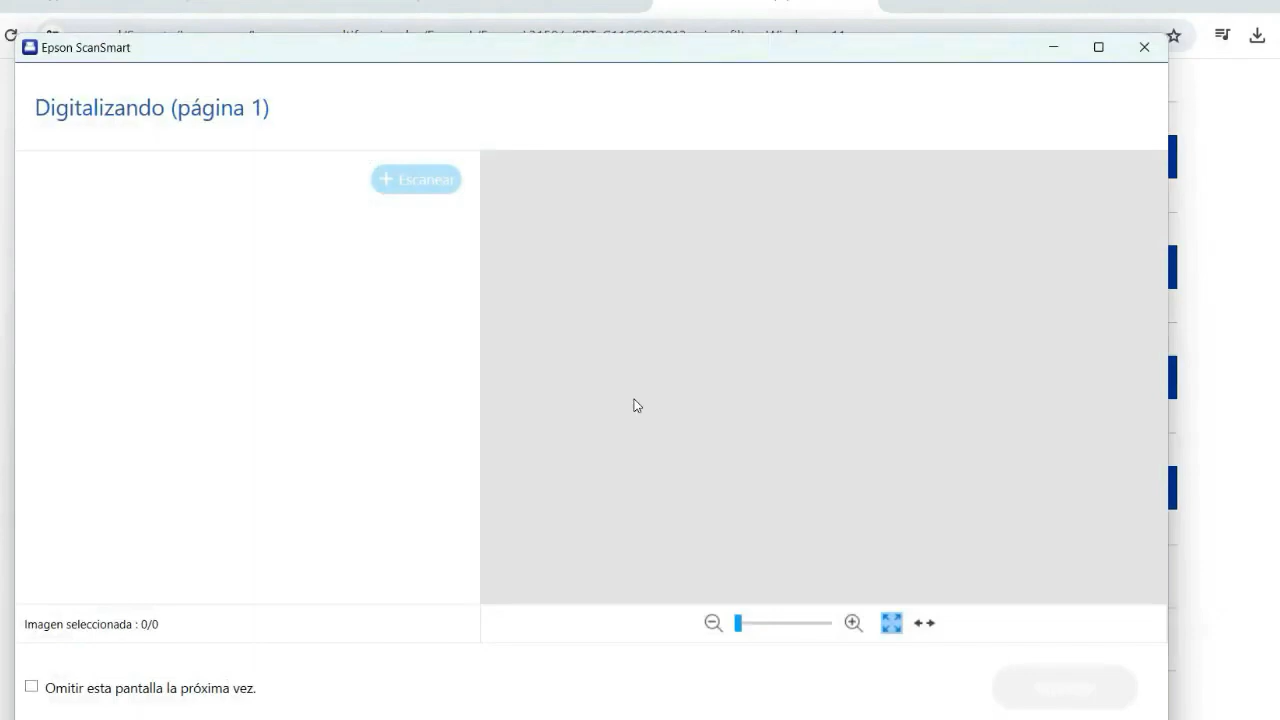 Epson ScanSmart
Digitalizando (página 1)
Escanear
Imagen seleccionada : 0/0
Omitir esta pantalla la próxima vez.